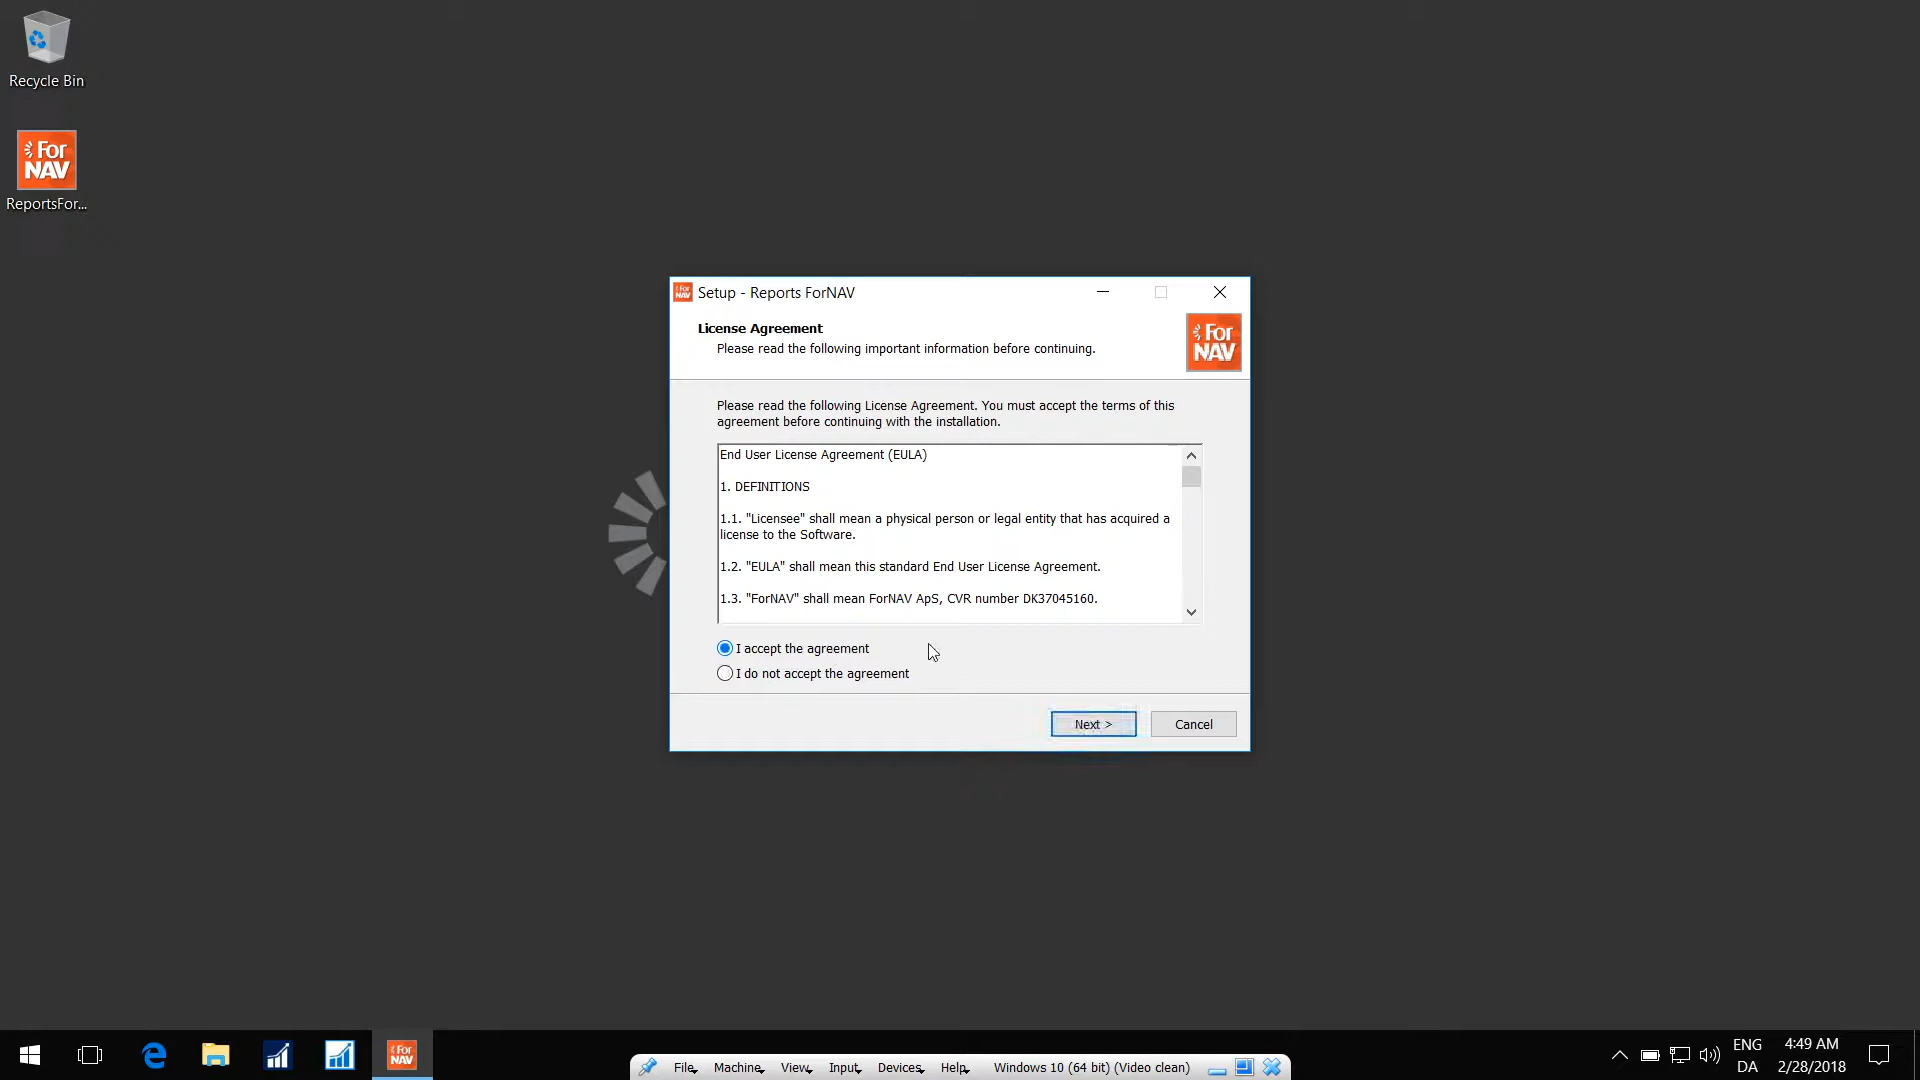 Recycle Bin
For
NAV
ReportsFor...
Setup - Reports ForNAV
License Agreement
Please read the following important information before continuing.
For
NAV
Please read the following License Agreement. You must accept the terms of this
agreement before continuing with the installation.
End User License Agreement (EULA)
1. DEFINITIONS
1.1. "Licensee" shall mean a physical person or legal entity that has acquired a
license to the Software.
1.2. "EULA" shall mean this standard End User License Agreement.
1.3. "ForNAV" shall mean ForNAV ApS, CVR number DK37045160.
I accept the agreement
I do not accept the agreement
Next >
Cancel
For
NAV
File Machine View Input Devices Help Windows 10 (64 bit) (Video clean)
ENG
DA
4:49 AM
2/28/2018